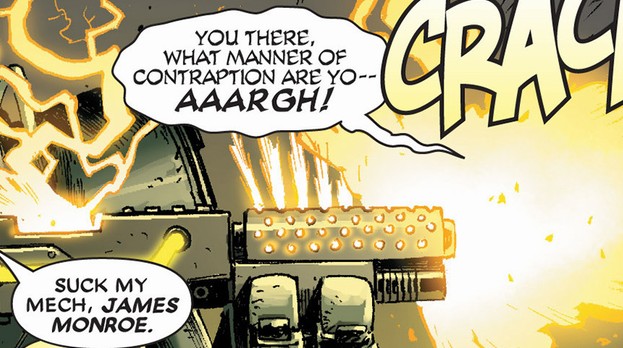 YOU THERE,
WHAT MANNER OF
CONTRAPTION ARE YO--
AAARGH!
CRAC
SUCK MY
MECH, JAMES
MONROE.